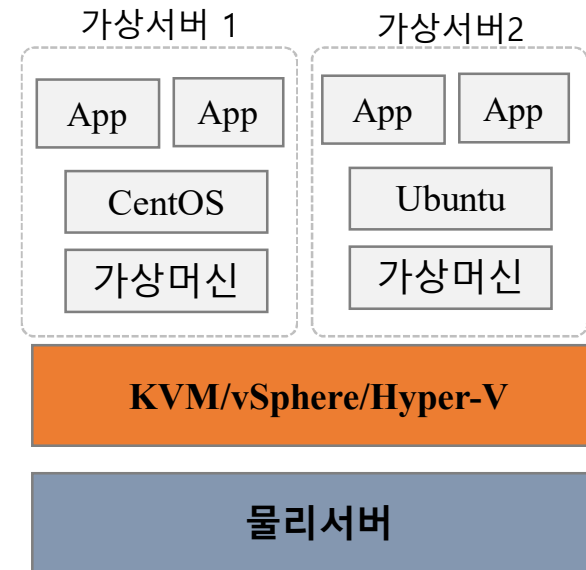 가상서버 1
가상서버2
App
App
App
App
CentOS
Ubuntu
가상머신
가상머신
KVM/vSphere/Hyper-V
물리서버